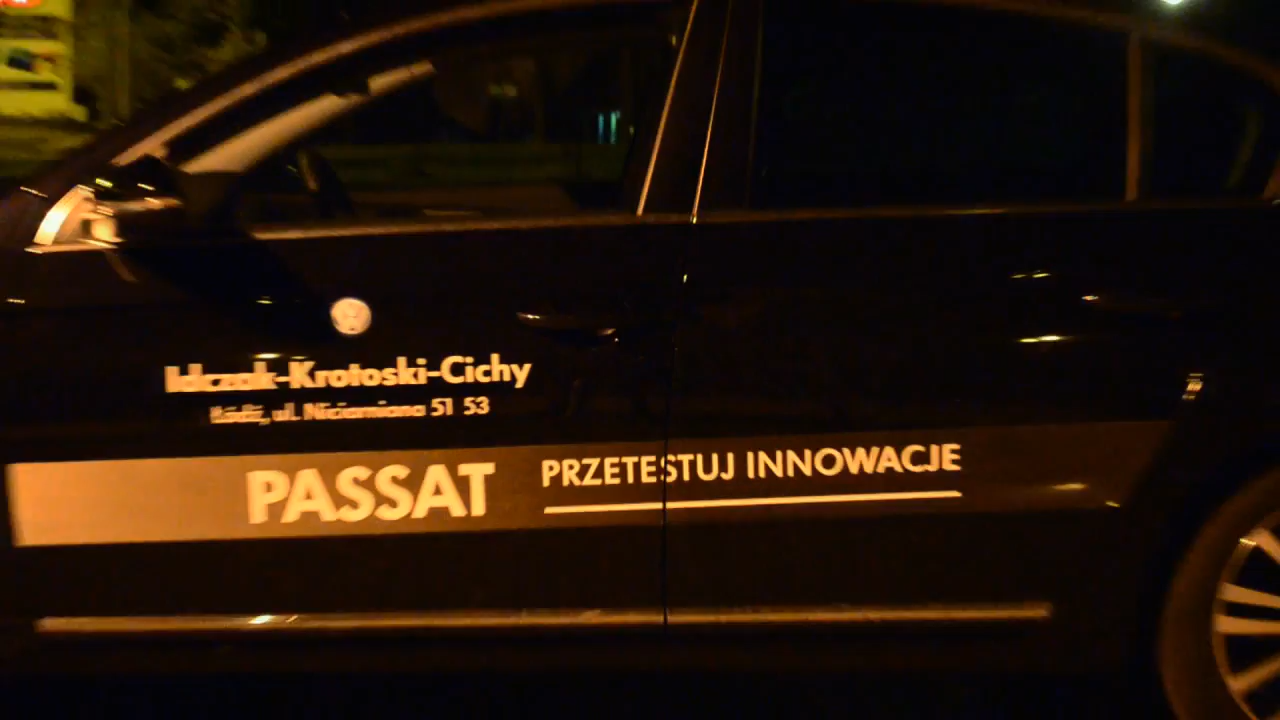 Idczak-Krotoski-Cichy
Łódź, ul. Niciarniana 51 53
PASSAT
PRZETESTUJ INNOWACJE